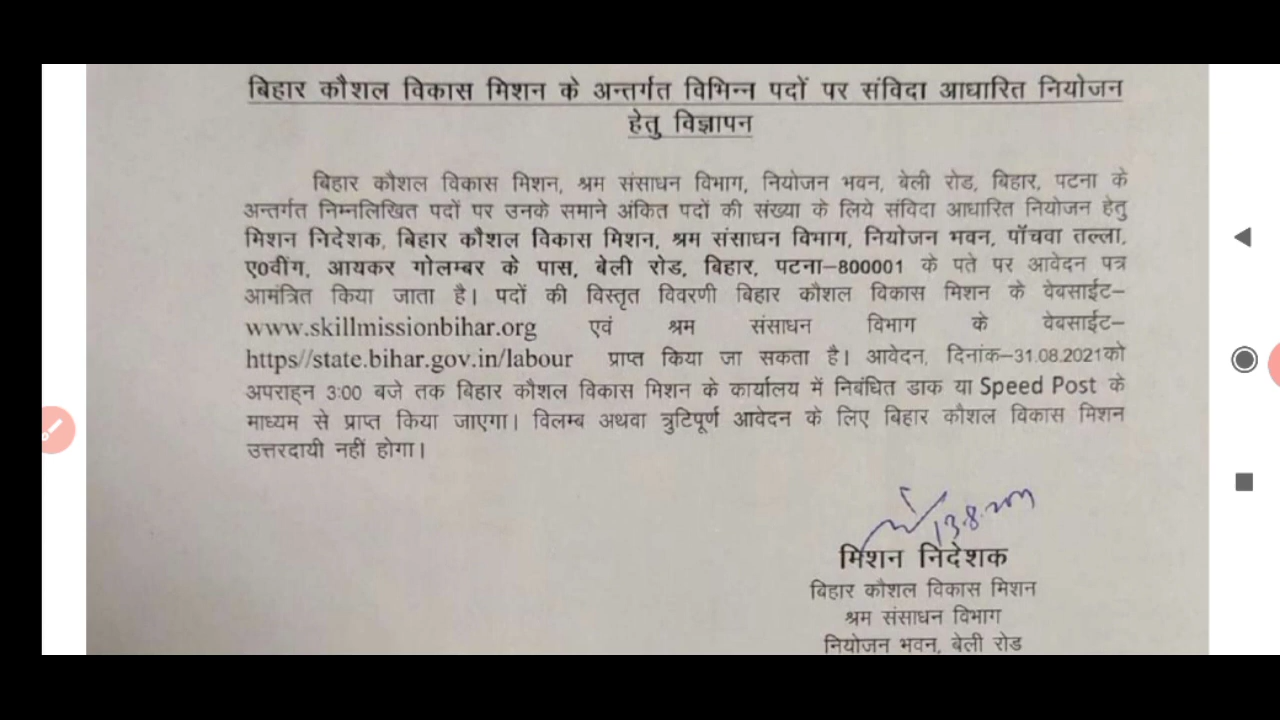 बिहार कौशल विकास मिशन के अन्तर्गत विभिन्न पदों पर संविदा आधारित नियोजन
हेतु विज्ञापन
बिहार कौशल विकास मिशन, श्रम संसाधन विभाग, नियोजन भवन, बेली रोड, बिहार, पटना के
अन्तर्गत निम्नलिखित पदों पर उनके समाने अंकित पदों की संख्या के लिये संविदा आधारित नियोजन हेतु
मिशन निदेशक, बिहार कौशल विकास मिशन, श्रम संसाधन विभाग, नियोजन भवन, पॉचवा तल्ला,
ए0वींग, आयकर गोलम्बर के पास, बेली रोड, बिहार, पटना–800001 के पते पर आवेदन पत्र
आमंत्रित किया जाता है। पदों की विस्तृत विवरणी बिहार कौशल विकास मिशन के वेबसाईट–
www.skillmissionbihar.org एवं श्रम संसाधन विभाग के वेबसाईट–
https//state.bihar.gov.in/labour प्राप्त किया जा सकता है। आवेदन, दिनांक–31.08.2021को
अपराह्न 3:00 बजे तक बिहार कौशल विकास मिशन के कार्यालय में निबंधित डाक या Speed Post के
माध्यम से प्राप्त किया जाएगा। विलम्ब अथवा त्रुटिपूर्ण आवेदन के लिए बिहार कौशल विकास मिशन
उत्तरदायी नहीं होगा।
13.8.2021
मिशन निदेशक
बिहार कौशल विकास मिशन
श्रम संसाधन विभाग
नियोजन भवन, बेली रोड